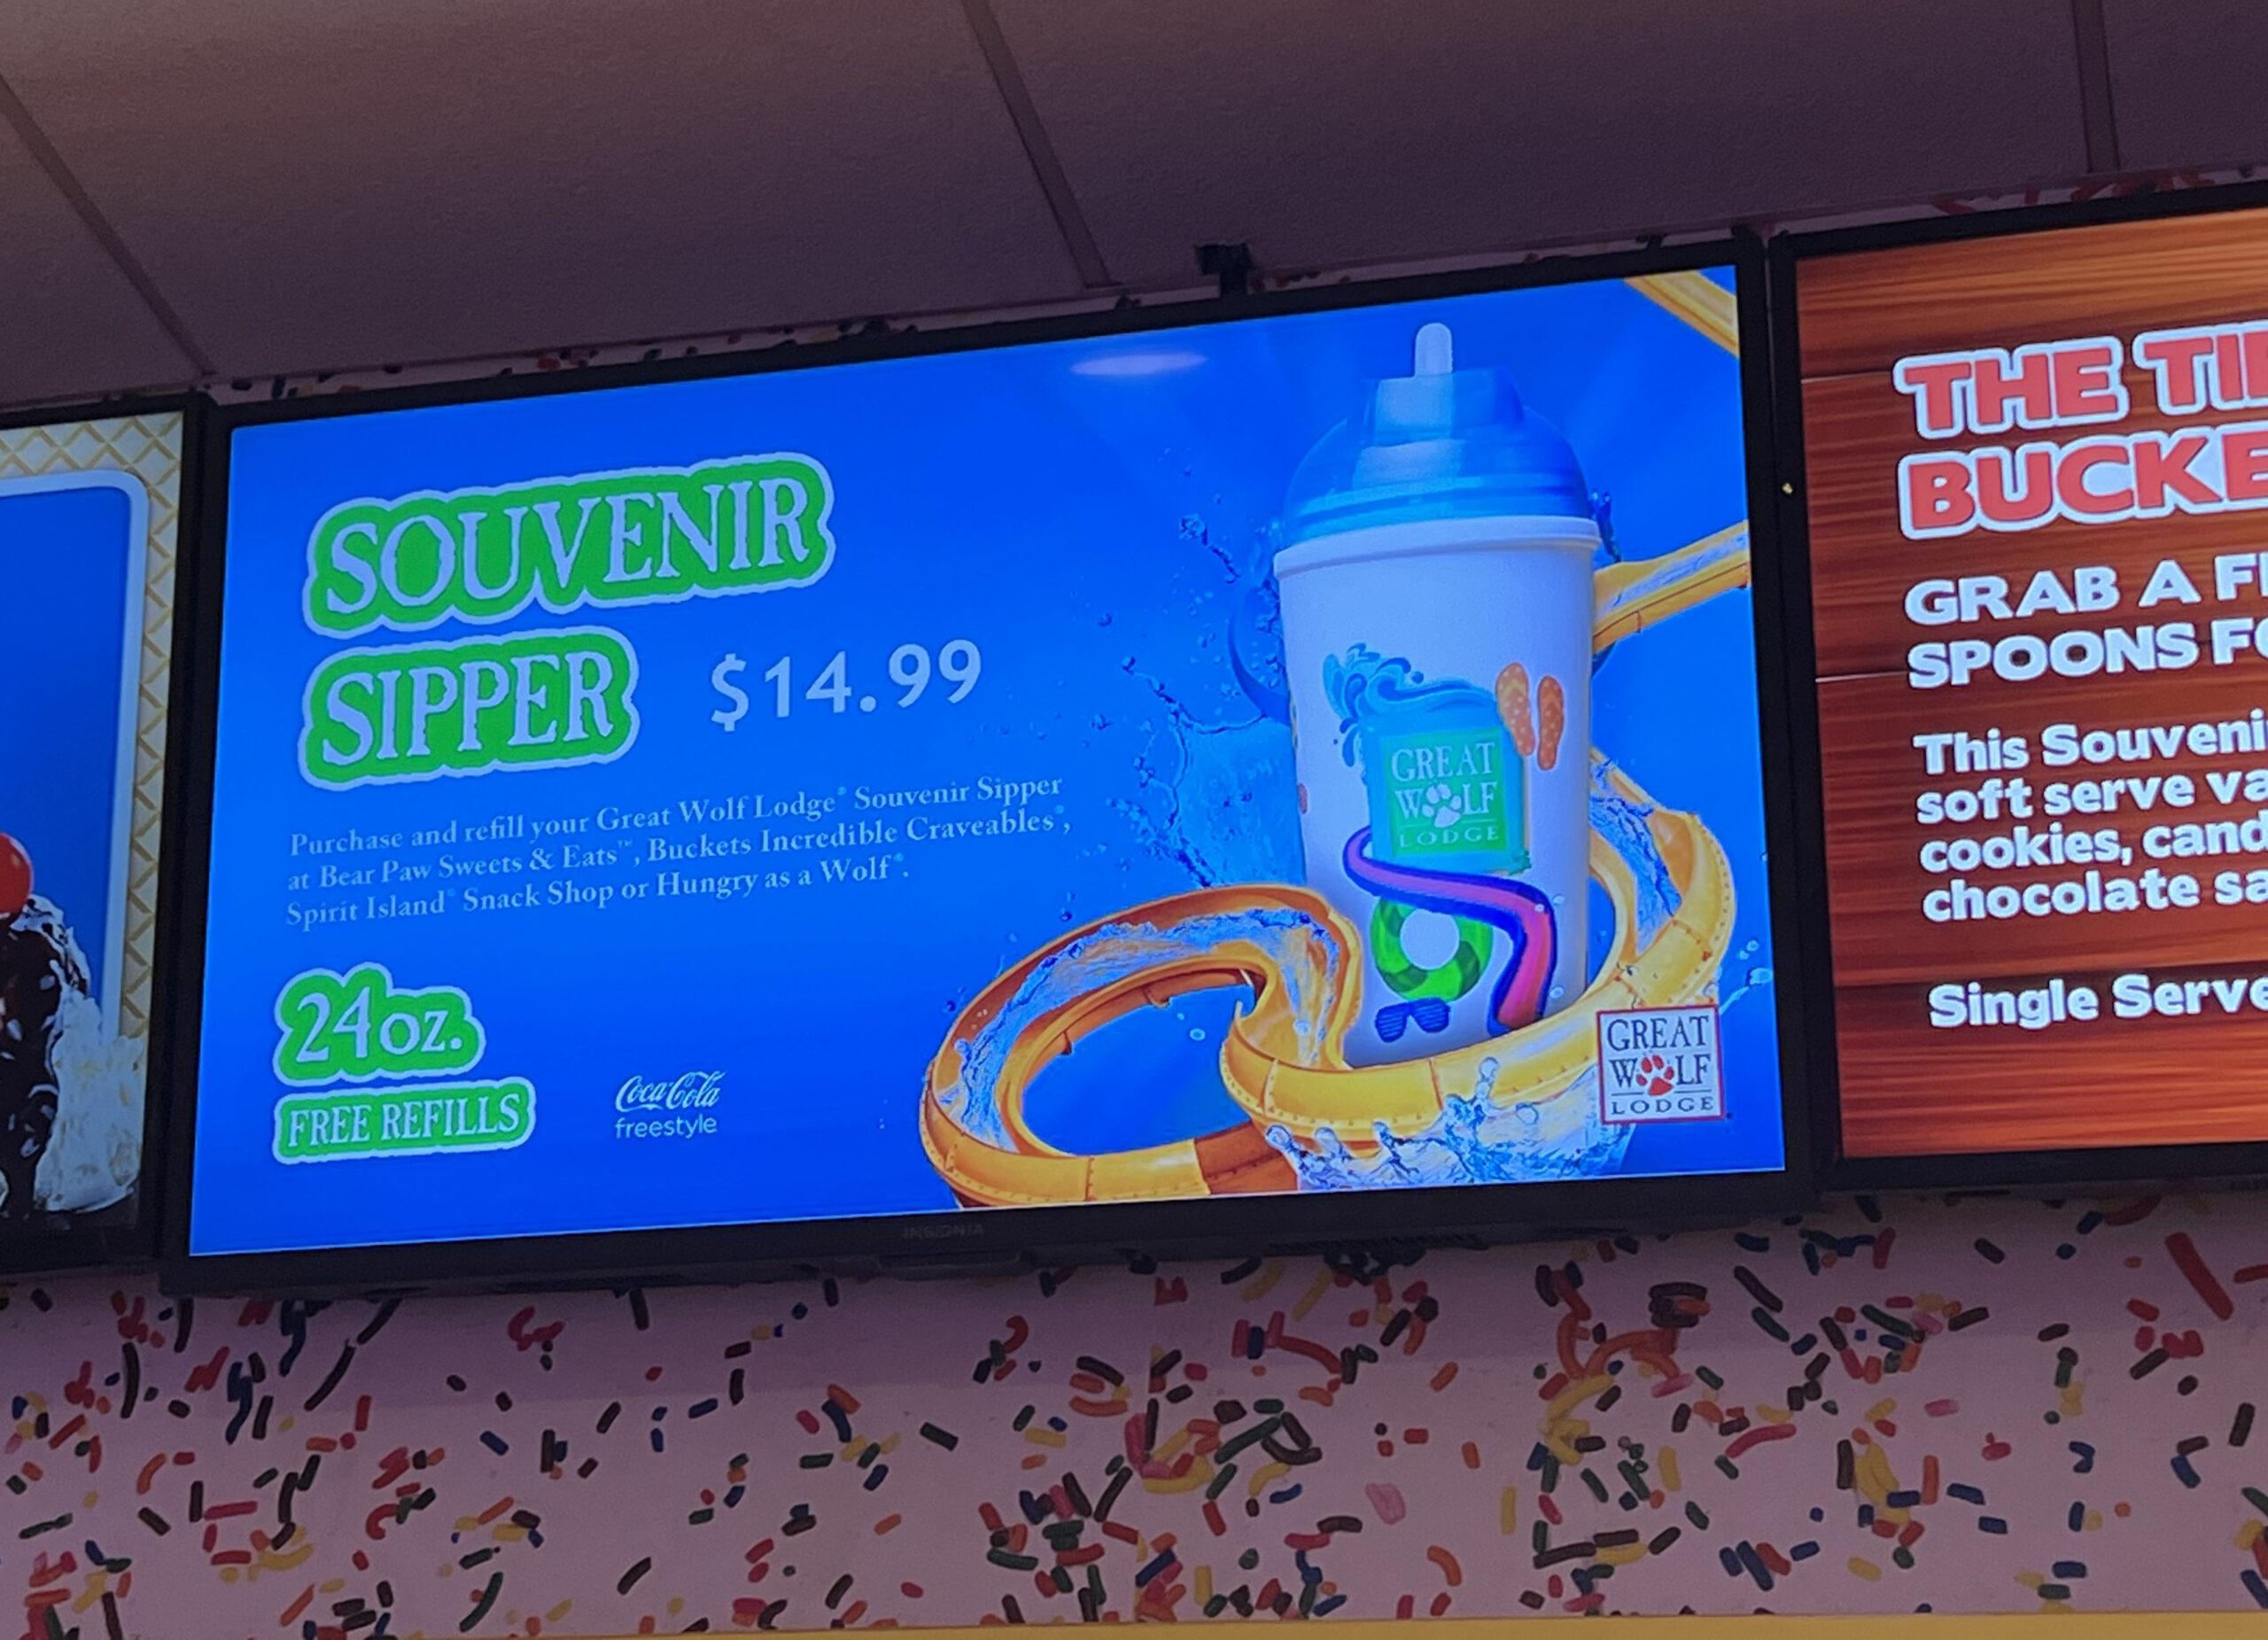 SOUVENIR
SIPPER $14.99
Purchase and refill your Great Wolf Lodge® Souvenir Sipper
at Bear Paw Sweets & Eats™, Buckets Incredible Craveables®,
Spirit Island® Snack Shop or Hungry as a Wolf®.
24oz.
FREE REFILLS
Coca-Cola
freestyle
GREAT
WOLF
LODGE
GREAT
WOLF
LODGE
INSIGNIA
THE
BUCKE
GRAB A
SPOONS
This Souveni
soft serve va
cookies, cand
chocolate sa
Single Serve